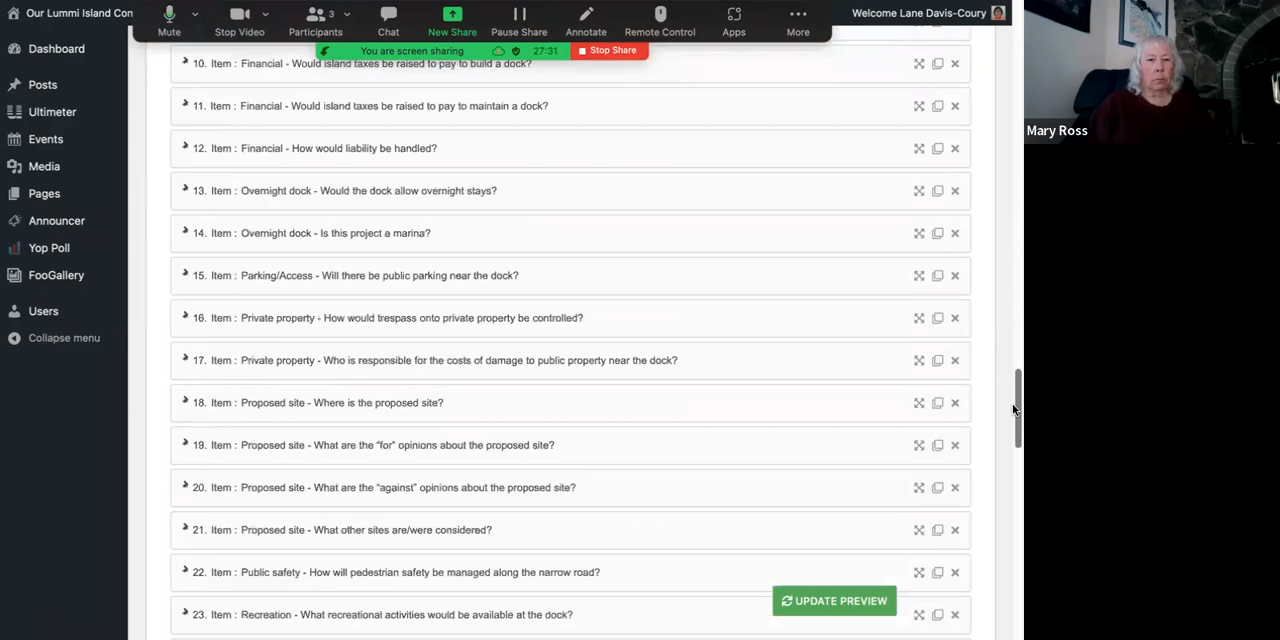 Our Lummi Island Com
Mute
Stop Video
3
Participants
Chat
New Share
Pause Share
Annotate
Remote Control
Apps
More
Welcome Lane Davis-Coury
You are screen sharing
27:31
Stop Share
Dashboard
Posts
Ultimeter
Events
Media
Pages
Announcer
Yop Poll
FooGallery
Users
Collapse menu
10. Item : Financial - Would island taxes be raised to pay to build a dock?
11. Item : Financial - Would island taxes be raised to pay to maintain a dock?
12. Item : Financial - How would liability be handled?
13. Item : Overnight dock - Would the dock allow overnight stays?
14. Item : Overnight dock - Is this project a marina?
15. Item : Parking/Access - Will there be public parking near the dock?
16. Item : Private property - How would trespass onto private property be controlled?
17. Item : Private property - Who is responsible for the costs of damage to public property near the dock?
18. Item : Proposed site - Where is the proposed site?
19. Item : Proposed site - What are the “for” opinions about the proposed site?
20. Item : Proposed site - What are the “against” opinions about the proposed site?
21. Item : Proposed site - What other sites are/were considered?
22. Item : Public safety - How will pedestrian safety be managed along the narrow road?
23. Item : Recreation - What recreational activities would be available at the dock?
UPDATE PREVIEW
Mary Ross